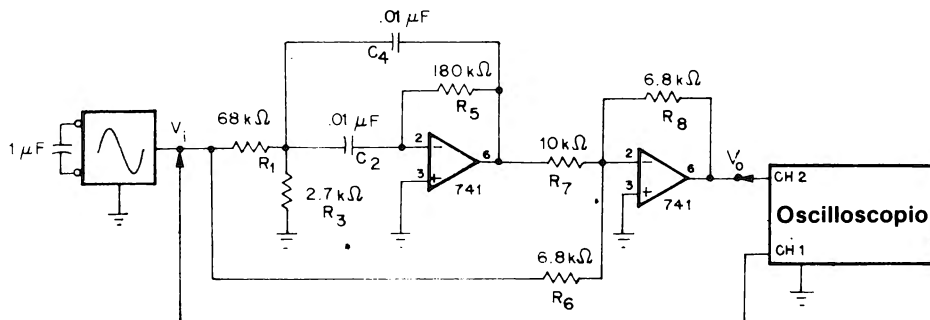 .01 µF
C4
180 kΩ
R5
6.8 kΩ
R8
1 µF
Vi
68 kΩ
R1
.01 µF
C2
2
3
6
741
10 kΩ
R7
2
3
6
741
Vo
CH 2
Oscilloscopio
CH 1
2.7 kΩ
R3
6.8 kΩ
R6